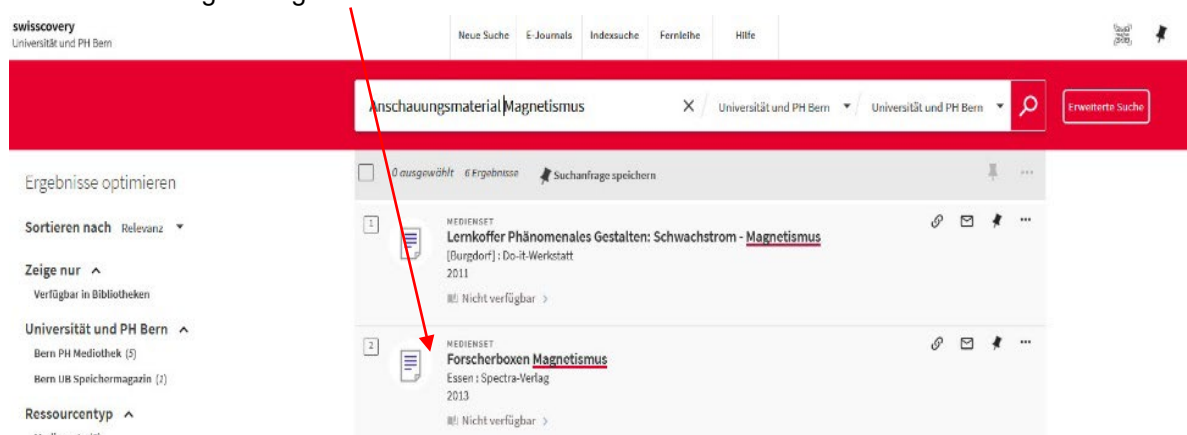 swisscovery
Universität und PH Bern
Neue Suche E-Journals Indexsuche Fernleihe Hilfe
Anschauungsmaterial Magnetismus
Universität und PH Bern
Universität und PH Bern
Erweiterte Suche
Ergebnisse optimieren
0 ausgewählt 6 Ergebnisse Suchanfrage speichern
Sortieren nach Relevanz
Zeige nur
Verfügbar in Bibliotheken
Universität und PH Bern
Bern PH Mediothek (5)
Bern UB Speichermagazin (1)
Ressourcentyp
1
MEDIENSET
Lernkoffer Phänomenales Gestalten: Schwachstrom - Magnetismus
[Burgdorf] : Do-it-Werkstatt
2011
Nicht verfügbar >
2
MEDIENSET
Forscherboxen Magnetismus
Essen : Spectra-Verlag
2013
Nicht verfügbar >